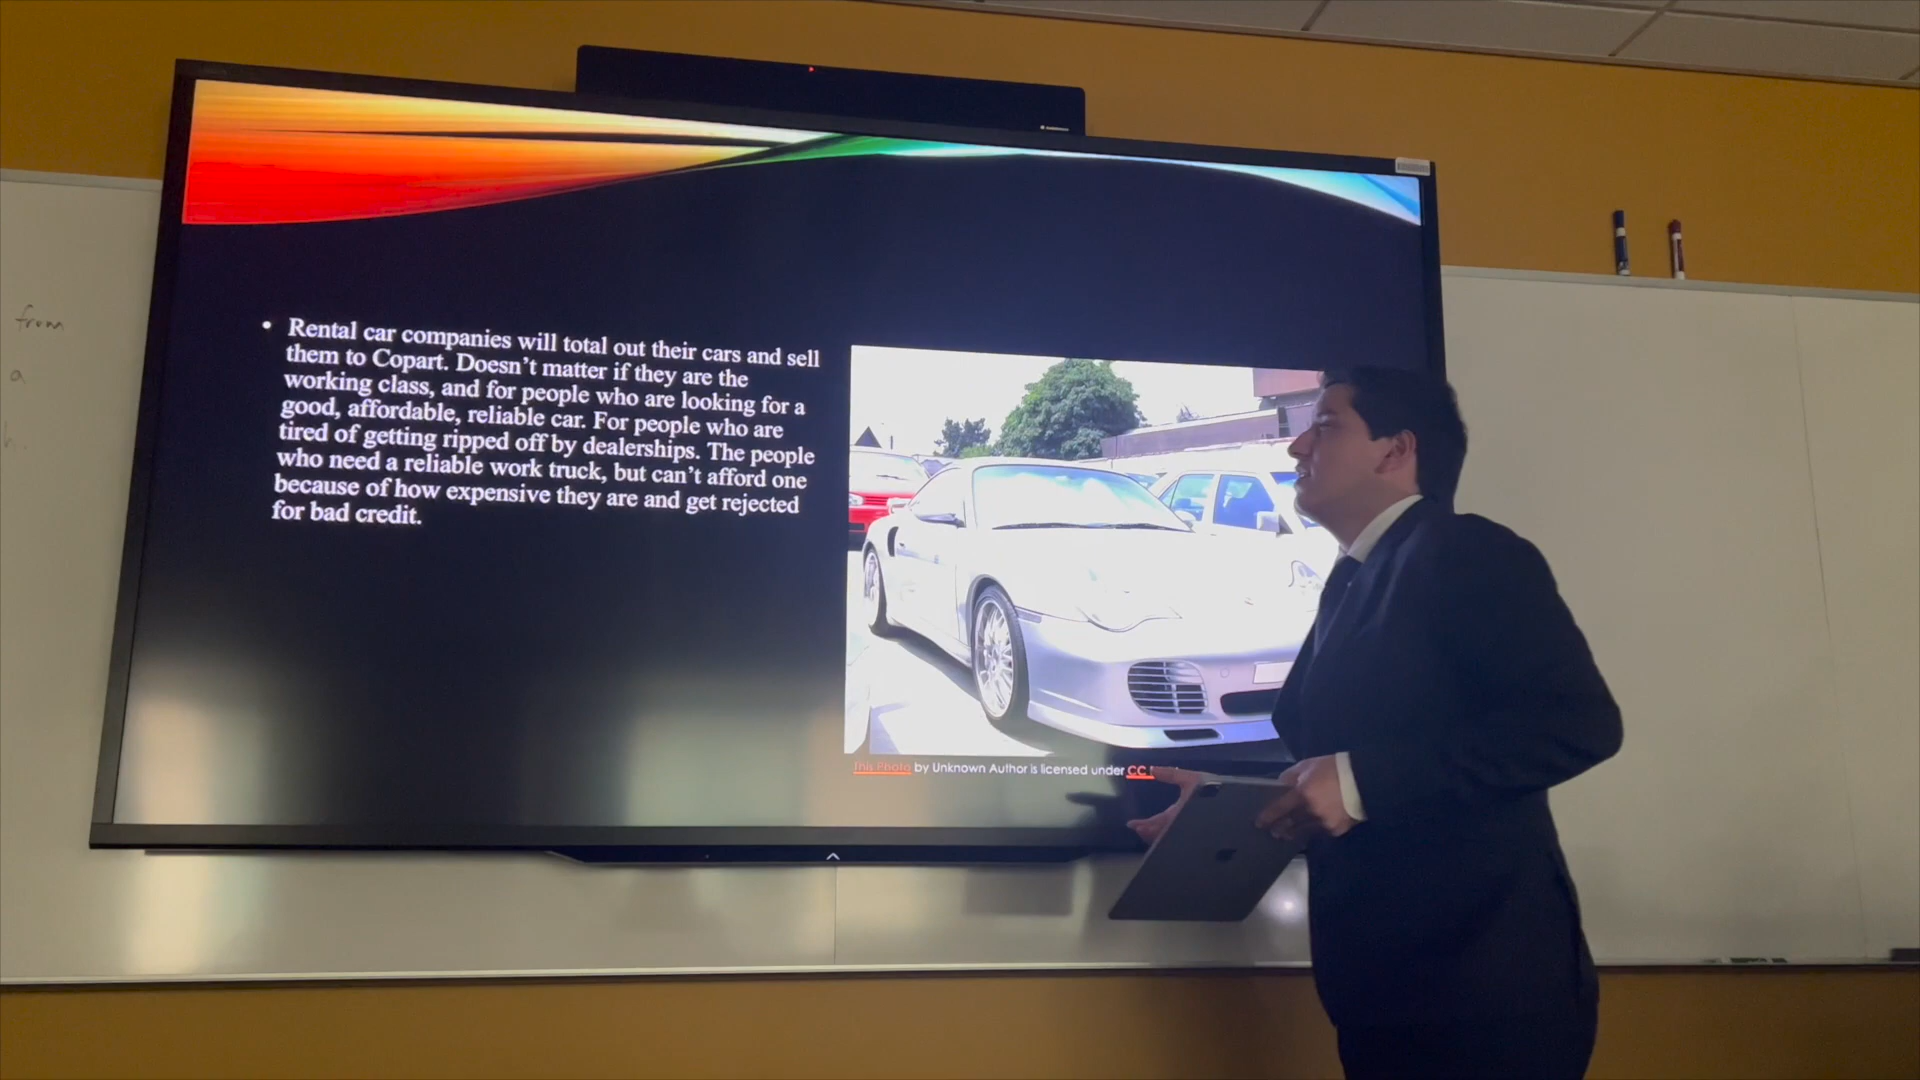 • Rental car companies will total out their cars and sell
them to Copart. Doesn't matter if they are the
working class, and for people who are looking for a
good, affordable, reliable car. For people who are
tired of getting ripped off by dealerships. The people
who need a reliable work truck, but can't afford one
because of how expensive they are and get rejected
for bad credit.
This Photo by Unknown Author is licensed under CC
from
a